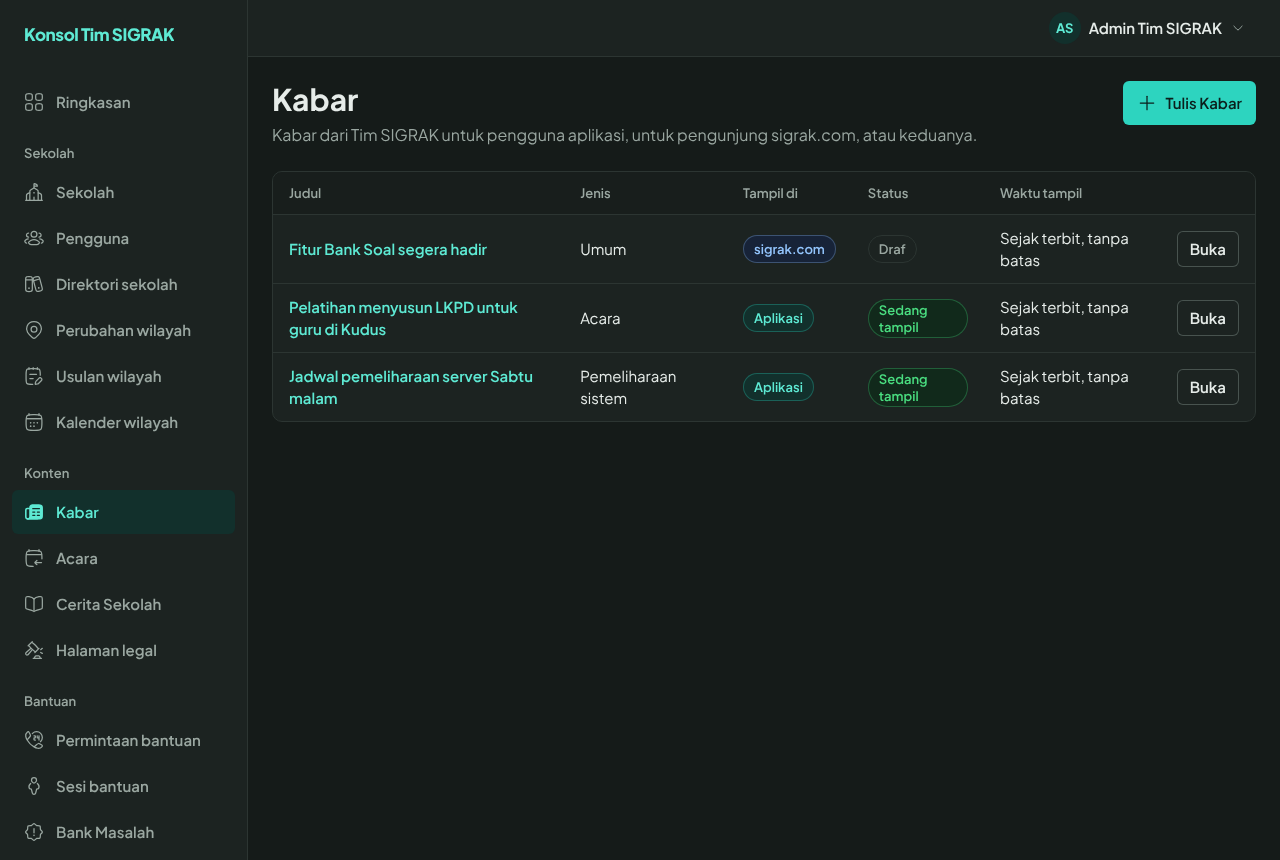 Konsol Tim SIGRAK
AS Admin Tim SIGRAK
Ringkasan
Sekolah
Sekolah
Pengguna
Direktori sekolah
Perubahan wilayah
Usulan wilayah
Kalender wilayah
Konten
Kabar
Acara
Cerita Sekolah
Halaman legal
Bantuan
Permintaan bantuan
Sesi bantuan
Bank Masalah
Kabar
Tulis Kabar
Kabar dari Tim SIGRAK untuk pengguna aplikasi, untuk pengunjung sigrak.com, atau keduanya.
Judul Jenis Tampil di Status Waktu tampil
Fitur Bank Soal segera hadir
Umum
sigrak.com
Draf
Sejak terbit, tanpa
batas
Buka
Pelatihan menyusun LKPD untuk
guru di Kudus
Acara
Aplikasi
Sedang
tampil
Sejak terbit, tanpa
batas
Buka
Jadwal pemeliharaan server Sabtu
malam
Pemeliharaan
sistem
Aplikasi
Sedang
tampil
Sejak terbit, tanpa
batas
Buka